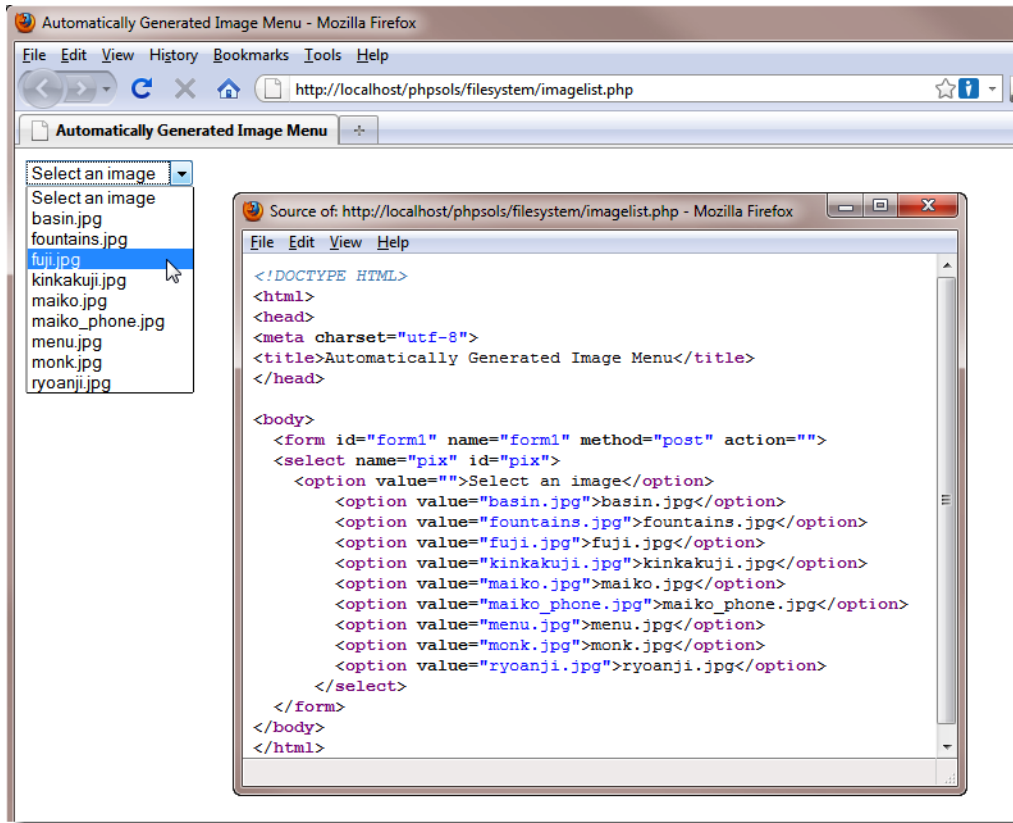 Automatically Generated Image Menu - Mozilla Firefox
File Edit View History Bookmarks Tools Help
http://localhost/phpsols/filesystem/imagelist.php
Automatically Generated Image Menu
Select an image
Select an image
basin.jpg
fountains.jpg
fuji.jpg
kinkakuji.jpg
maiko.jpg
maiko_phone.jpg
menu.jpg
monk.jpg
ryoanji.jpg
Source of: http://localhost/phpsols/filesystem/imagelist.php - Mozilla Firefox
File Edit View Help
<!DOCTYPE HTML>
<html>
<head>
<meta charset="utf-8">
<title>Automatically Generated Image Menu</title>
</head>
<body>
<form id="form1" name="form1" method="post" action="">
<select name="pix" id="pix">
<option value="">Select an image</option>
<option value="basin.jpg">basin.jpg</option>
<option value="fountains.jpg">fountains.jpg</option>
<option value="fuji.jpg">fuji.jpg</option>
<option value="kinkakuji.jpg">kinkakuji.jpg</option>
<option value="maiko.jpg">maiko.jpg</option>
<option value="maiko_phone.jpg">maiko_phone.jpg</option>
<option value="menu.jpg">menu.jpg</option>
<option value="monk.jpg">monk.jpg</option>
<option value="ryoanji.jpg">ryoanji.jpg</option>
</select>
</form>
</body>
</html>